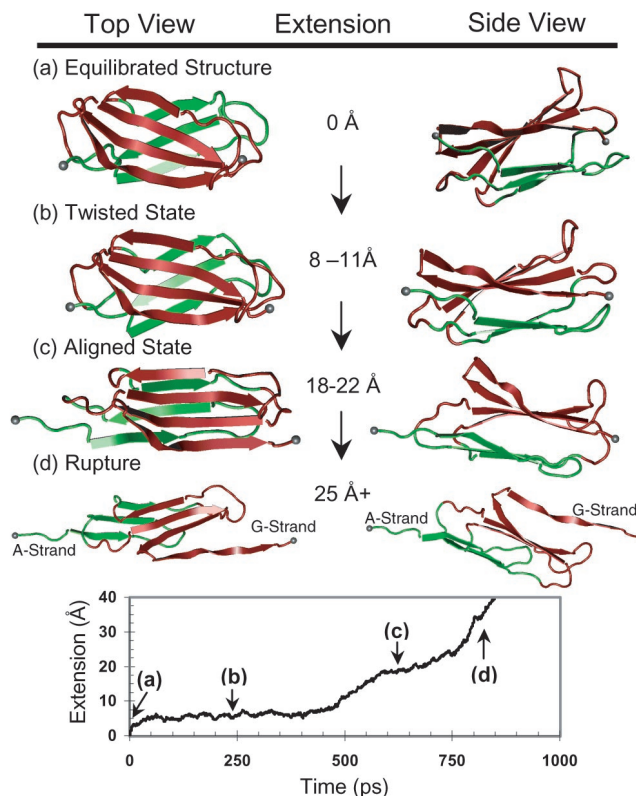 Top View Extension Side View
(a) Equilibrated Structure
0 Å
(b) Twisted State
8 –11Å
(c) Aligned State
18-22 Å
(d) Rupture
25 Å+
A-Strand
G-Strand
A-Strand
G-Strand
Extension (Å)
40
30
20
10
0
(a)
(b)
(c)
(d)
0 250 500 750 1000
Time (ps)